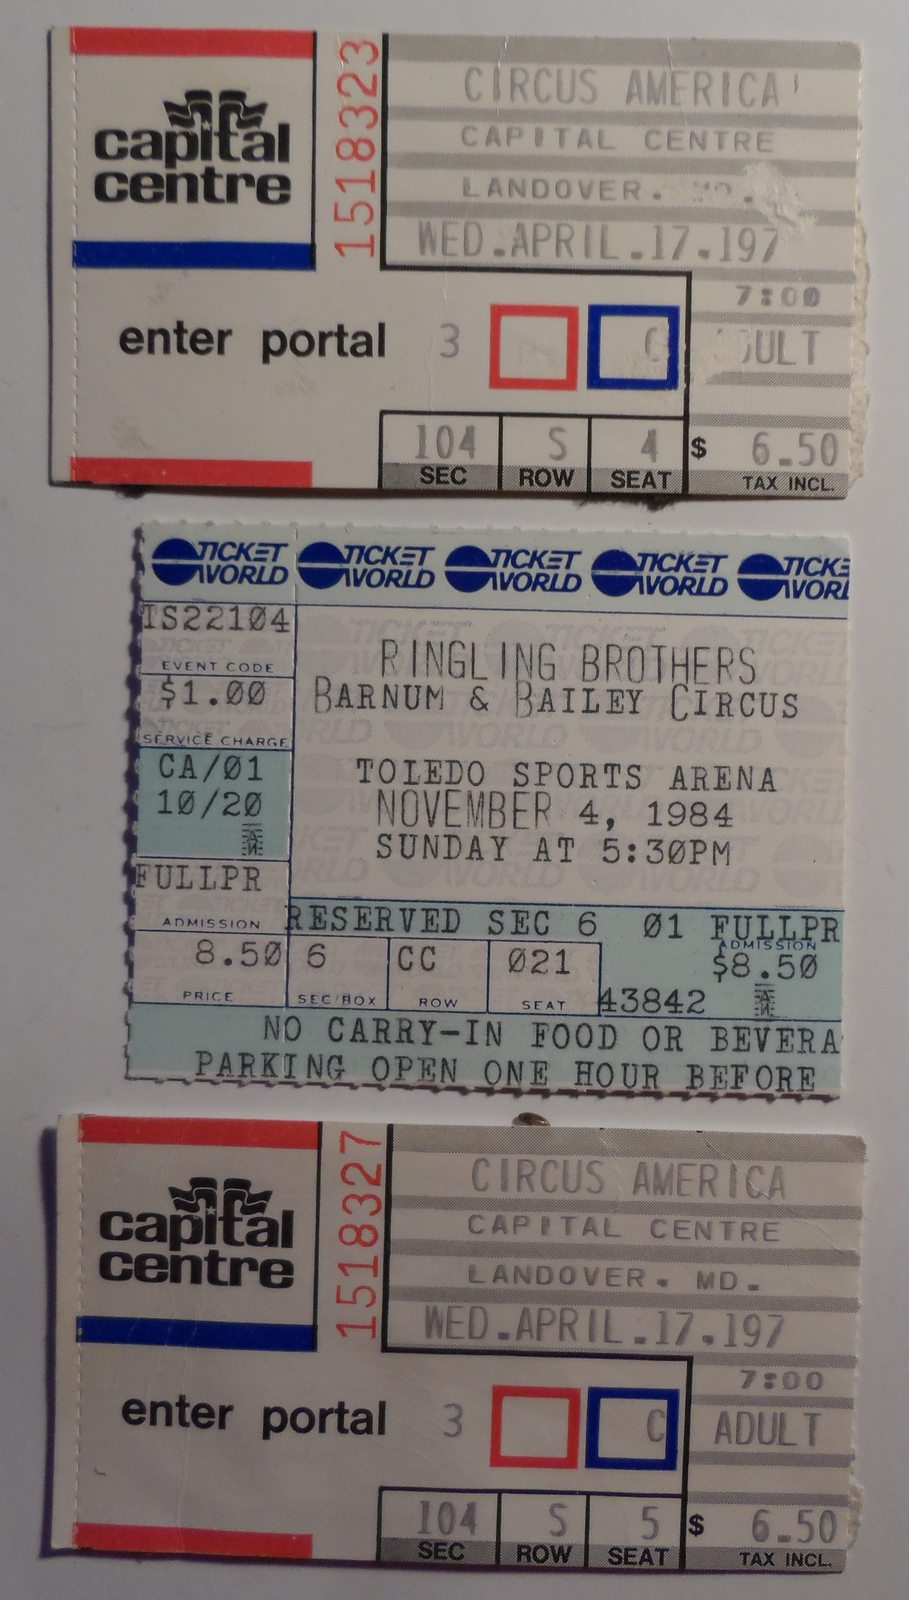 capital
centre
1518323
CIRCUS AMERICA
CAPITAL CENTRE
LANDOVER.
WED.APRIL.17.197
7:00
enter portal 3 C
104 S 4 $ 6.50
SEC ROW SEAT TAX INCL.
TICKET WORLD TICKET WORLD TICKET WORLD TICKET WORLD
IS22104
EVENT CODE
$1.00
SERVICE CHARGE
CA/01
10/20
FULLPR
ADMISSION
8.50
PRICE
RINGLING BROTHERS
BARNUM & BAILEY CIRCUS
TOLEDO SPORTS ARENA
NOVEMBER 4, 1984
SUNDAY AT 5:30PM
RESERVED SEC 6 01 FULLPR
ADMISSION
6 CC 021 $8.50
SEC/BOX ROW SEAT 43842
NO CARRY-IN FOOD OR BEVERA
PARKING OPEN ONE HOUR BEFORE
capital
centre
1518327
CIRCUS AMERICA
CAPITAL CENTRE
LANDOVER. MD.
WED.APRIL.17.197
7:00
enter portal 3 C ADULT
104 S 5 $ 6.50
SEC ROW SEAT TAX INCL.